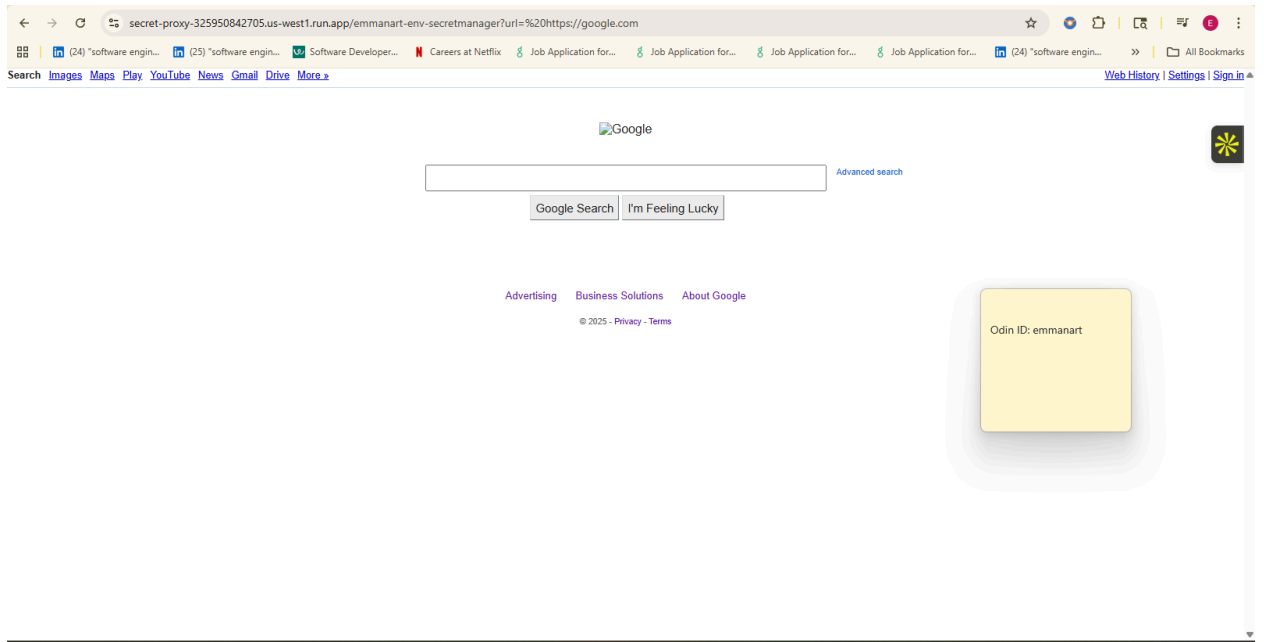 secret-proxy-325950842705.us-west1.run.app/emmanart-env-secretmanager?url=%20https://google.com
E
(24) "software engin... (25) "software engin... Software Developer... N Careers at Netflix Job Application for... Job Application for... Job Application for... Job Application for... (24) "software engin... » All Bookmarks
Search Images Maps Play YouTube News Gmail Drive More » Web History | Settings | Sign in
Google
Advanced search
Google Search I'm Feeling Lucky
Advertising Business Solutions About Google
© 2025 - Privacy - Terms
Odin ID: emmanart